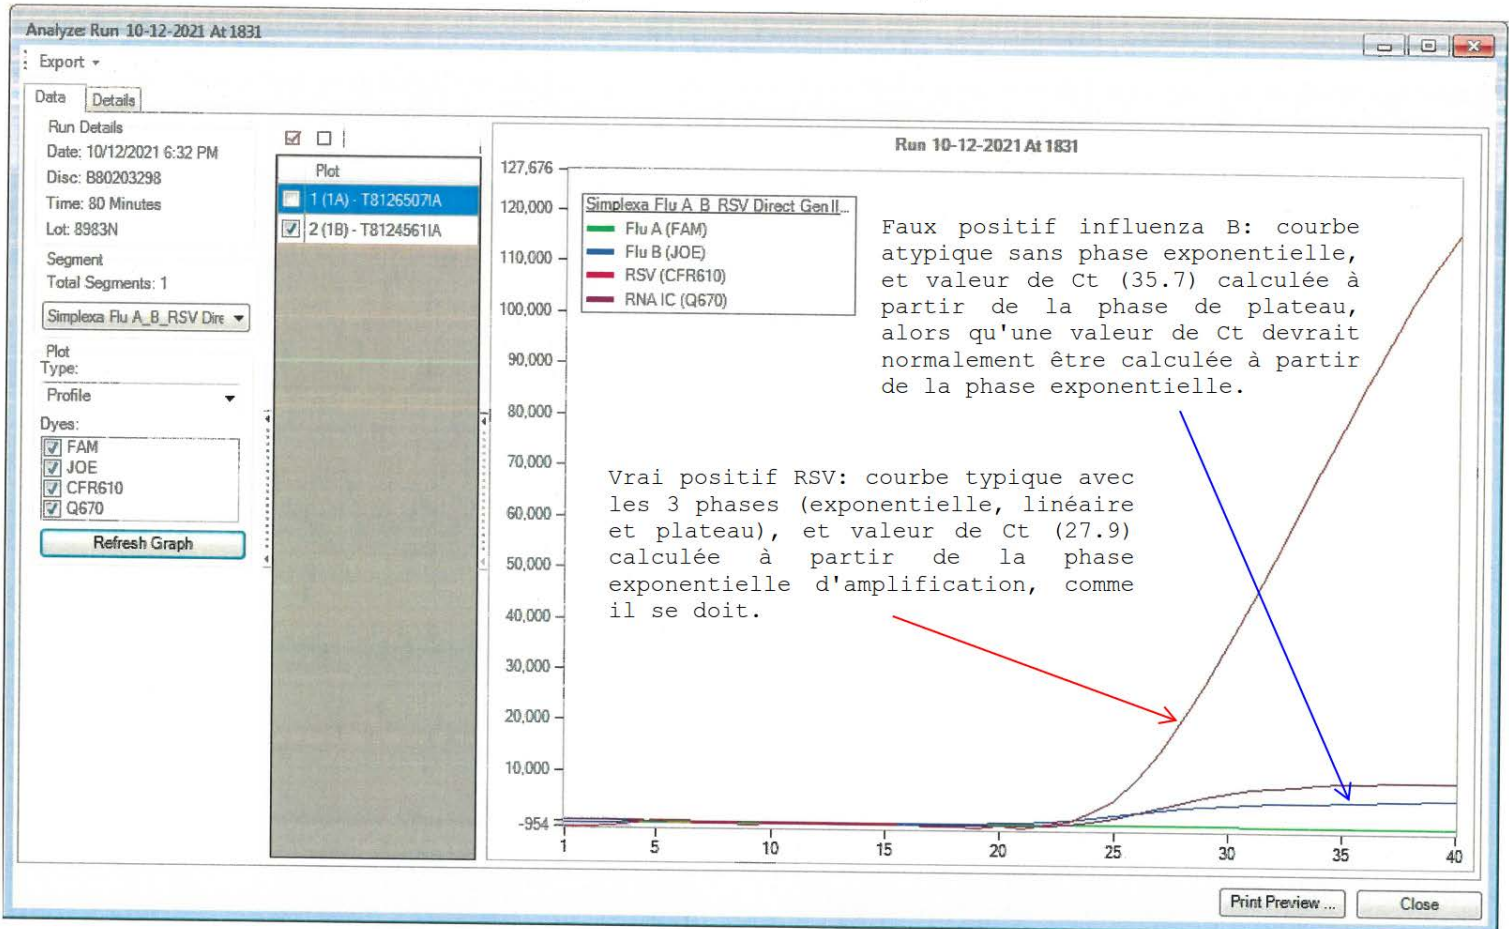 Analyze Run 10-12-2021 At 1831
Export
Data
Details
Run Details
Date: 10/12/2021 6:32 PM
Disc: B80203298
Time: 80 Minutes
Lot: 8983N
Segment
Total Segments: 1
Simplexa Flu A_B_RSV Dire
Plot
Type:
Profile
Dyes:
FAM
JOE
CFR610
Q670
Refresh Graph
Plot
1 (1A) - T8126507IA
2 (1B) - T8124561IA
Run 10-12-2021 At 1831
127,676
120,000
110,000
100,000
90,000
80,000
70,000
60,000
50,000
40,000
30,000
20,000
10,000
-954
1
5
10
15
20
25
30
35
40
Simplexa Flu A_B_RSV Direct Gen II...
Flu A (FAM)
Flu B (JOE)
RSV (CFR610)
RNA IC (Q670)
Faux positif influenza B: courbe
atypique sans phase exponentielle,
et valeur de Ct (35.7) calculée à
partir de la phase de plateau,
alors qu'une valeur de Ct devrait
normalement être calculée à partir
de la phase exponentielle.
Vrai positif RSV: courbe typique avec
les 3 phases (exponentielle, linéaire
et plateau), et valeur de Ct (27.9)
calculée à partir de la phase
exponentielle d'amplification, comme
il se doit.
Print Preview ...
Close